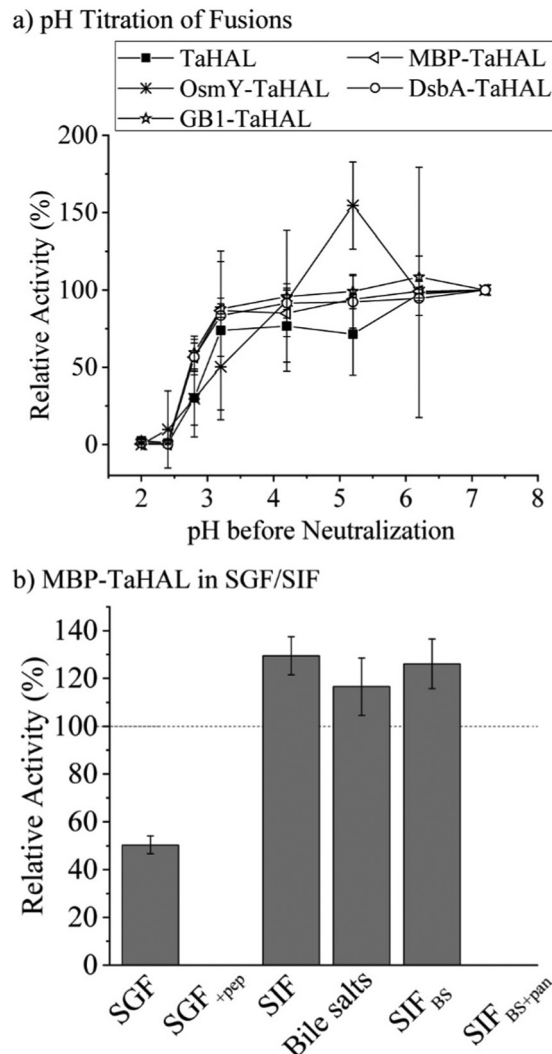 a) pH Titration of Fusions
TaHAL MBP-TaHAL
OsmY-TaHAL DsbA-TaHAL
GB1-TaHAL
200
150
100
50
0
Relative Activity (%)
2 3 4 5 6 7 8
pH before Neutralization
b) MBP-TaHAL in SGF/SIF
140
120
100
80
60
40
20
0
Relative Activity (%)
SGF SGF +pep SIF Bile salts SIF BS SIF BS+pan